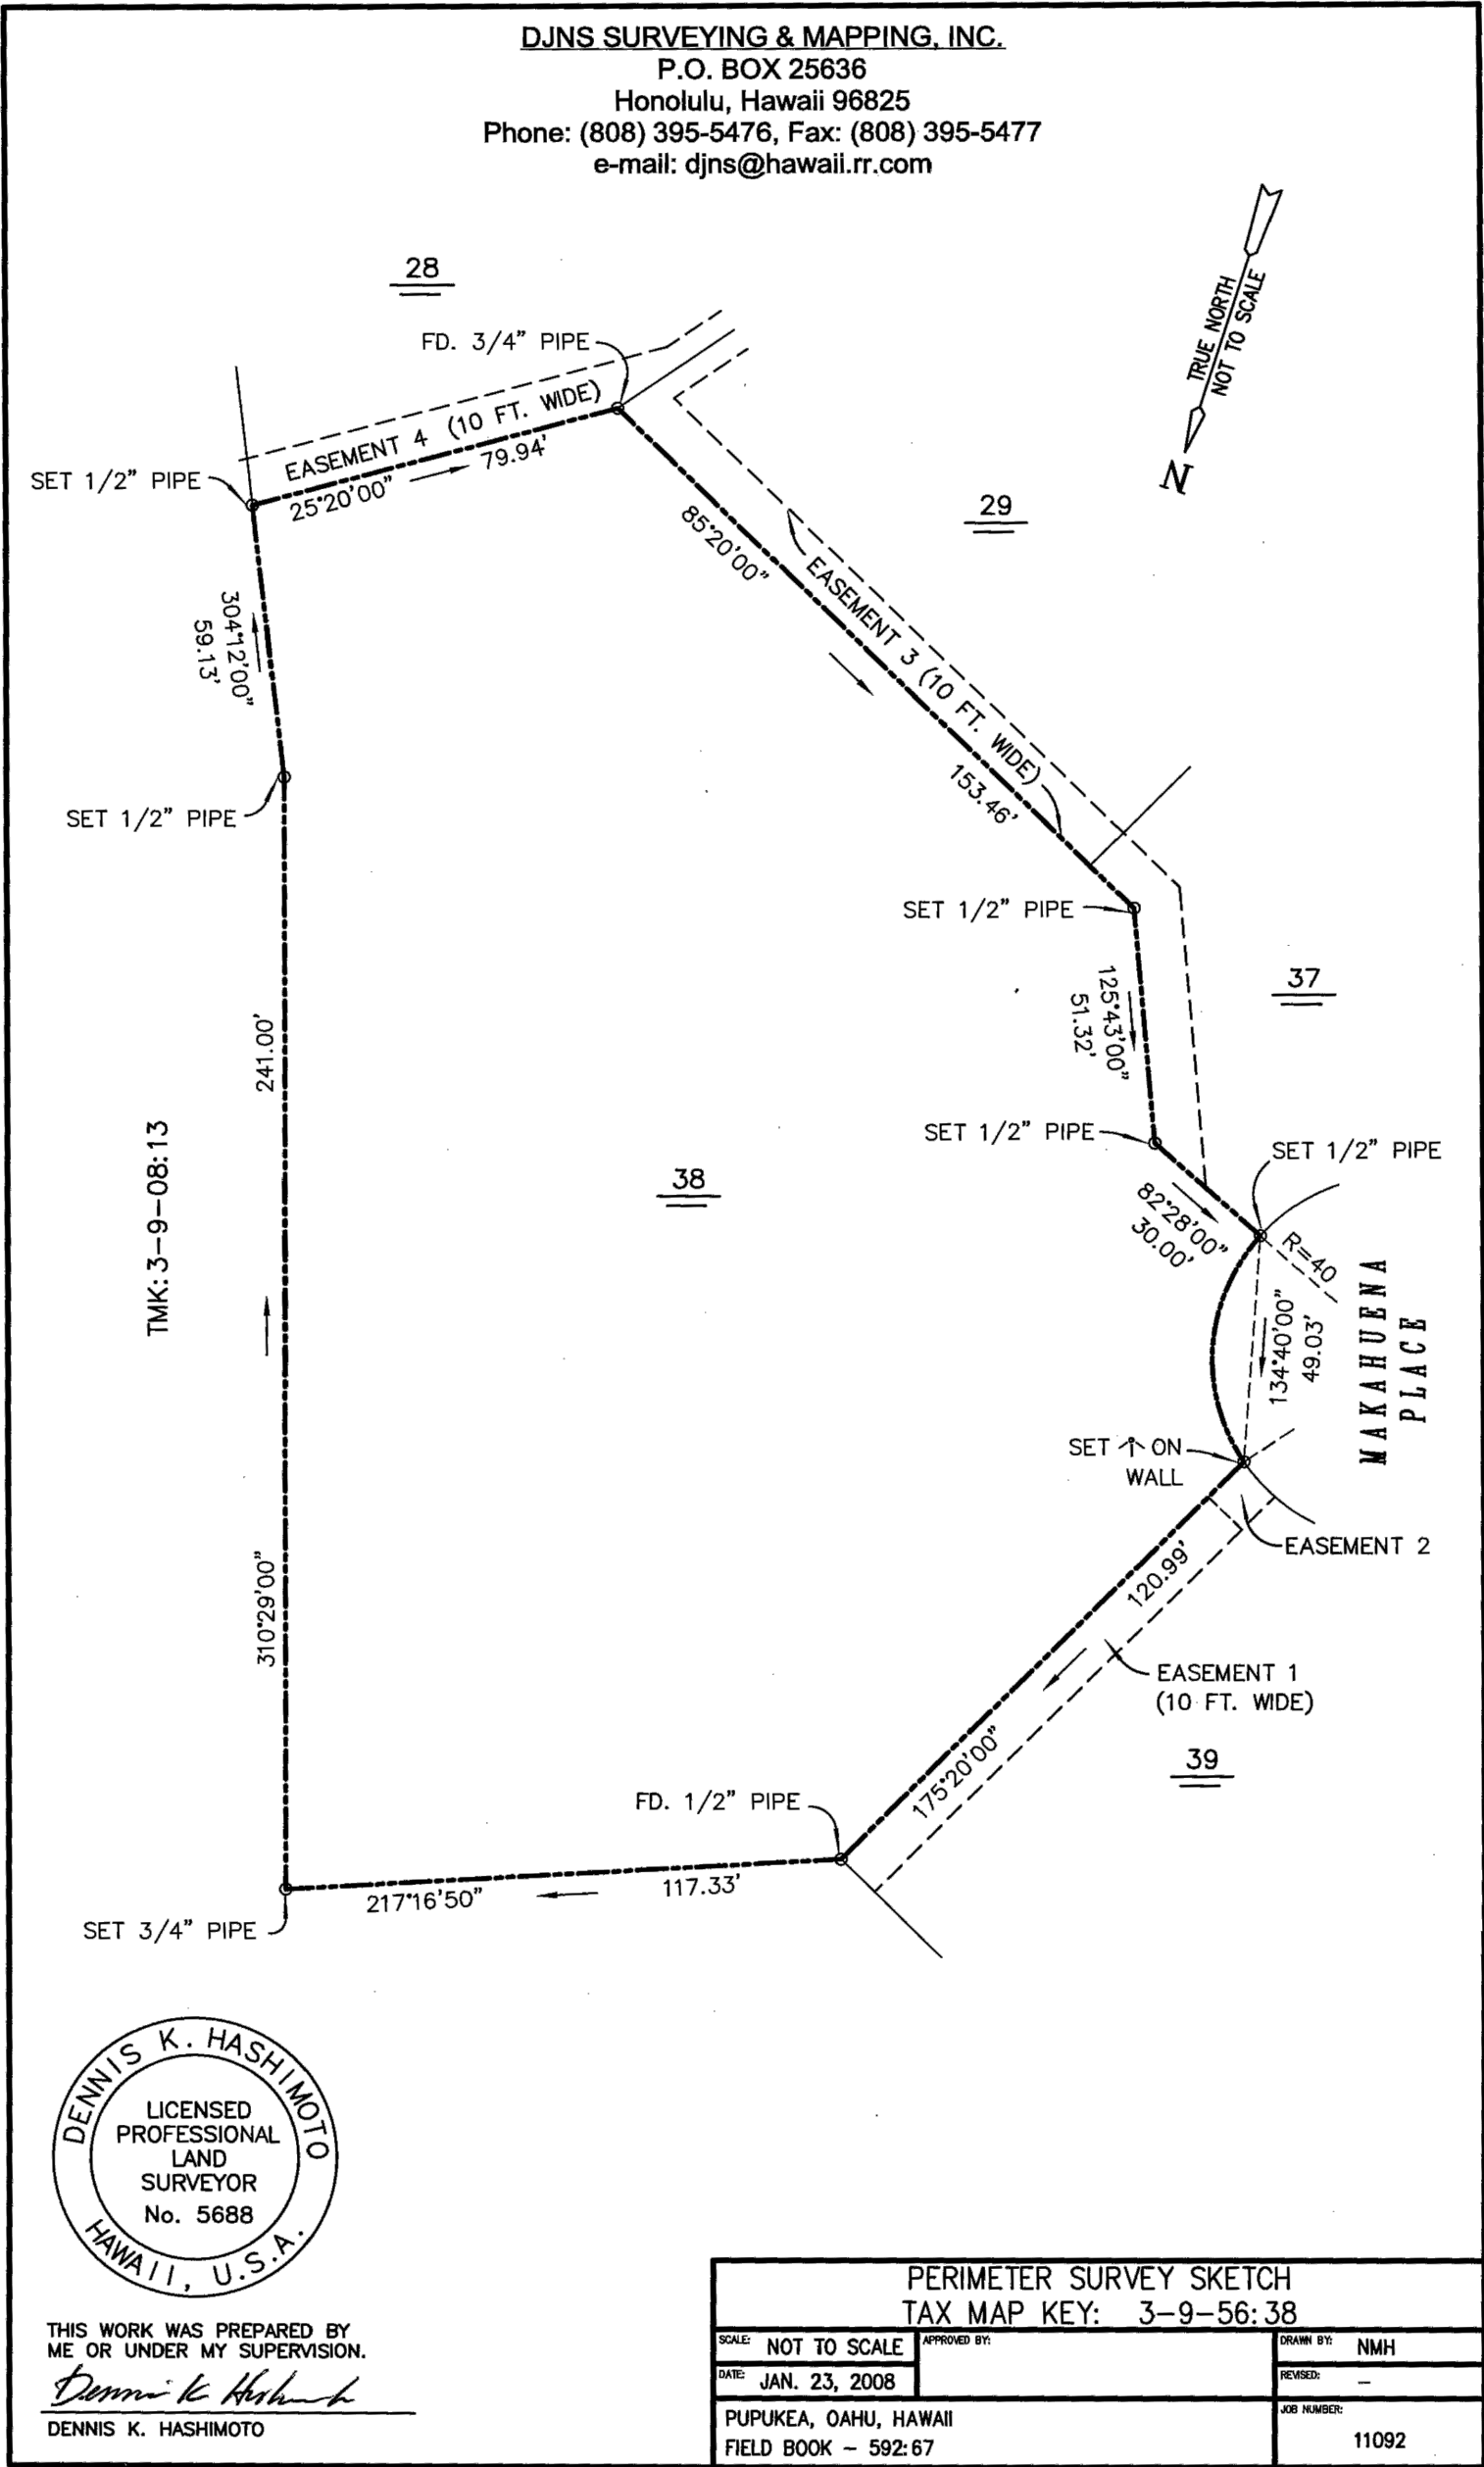 DJNS SURVEYING & MAPPING, INC.
P.O. BOX 25636
Honolulu, Hawaii 96825
Phone: (808) 395-5476, Fax: (808) 395-5477
e-mail: djns@hawaii.rr.com
TRUE NORTH
NOT TO SCALE
N
28
FD. 3/4" PIPE
EASEMENT 4 (10 FT. WIDE)
SET 1/2" PIPE
25°20'00"
79.94'
29
85°20'00"
EASEMENT 3 (10 FT. WIDE)
153.46'
304°12'00"
59.13'
SET 1/2" PIPE
SET 1/2" PIPE
37
125°43'00"
51.32'
241.00'
TMK: 3-9-08:13
SET 1/2" PIPE
SET 1/2" PIPE
38
82°28'00"
30.00'
R=40
134°40'00"
49.03'
MAKAHUENA
PLACE
SET ON
WALL
EASEMENT 2
120.99'
310°29'00"
EASEMENT 1
(10 FT. WIDE)
175°20'00"
39
FD. 1/2" PIPE
217°16'50"
117.33'
SET 3/4" PIPE
DENNIS K. HASHIMOTO
LICENSED
PROFESSIONAL
LAND
SURVEYOR
No. 5688
HAWAII, U.S.A.
THIS WORK WAS PREPARED BY
ME OR UNDER MY SUPERVISION.
Dennis K Hashimoto
DENNIS K. HASHIMOTO
PERIMETER SURVEY SKETCH
TAX MAP KEY: 3-9-56:38
SCALE: NOT TO SCALE
APPROVED BY:
DRAWN BY: NMH
DATE: JAN. 23, 2008
REVISED: -
PUPUKEA, OAHU, HAWAII
FIELD BOOK - 592:67
JOB NUMBER:
11092